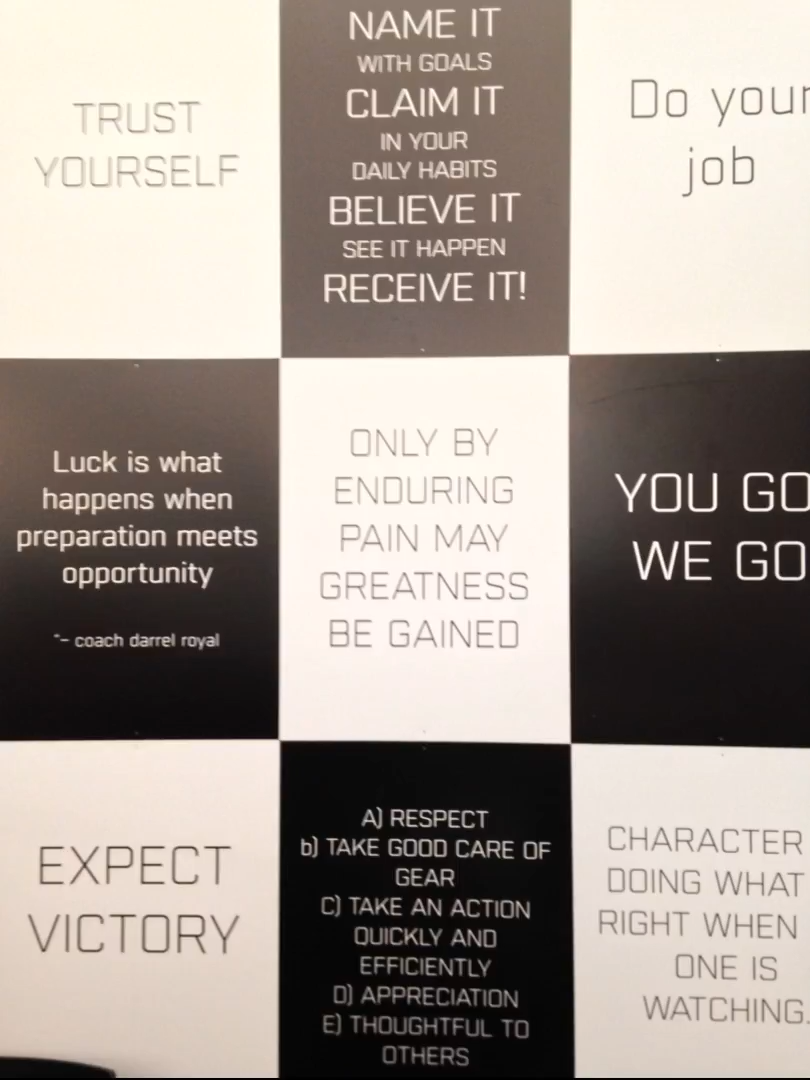 TRUST
YOURSELF
NAME IT
WITH GOALS
CLAIM IT
IN YOUR
DAILY HABITS
BELIEVE IT
SEE IT HAPPEN
RECEIVE IT!
Do your
job
Luck is what
happens when
preparation meets
opportunity
"– coach darrel royal
ONLY BY
ENDURING
PAIN MAY
GREATNESS
BE GAINED
YOU GO
WE GO
EXPECT
VICTORY
A) RESPECT
b) TAKE GOOD CARE OF
GEAR
C) TAKE AN ACTION
QUICKLY AND
EFFICIENTLY
D) APPRECIATION
E) THOUGHTFUL TO
OTHERS
CHARACTER
DOING WHAT
RIGHT WHEN
ONE IS
WATCHING.